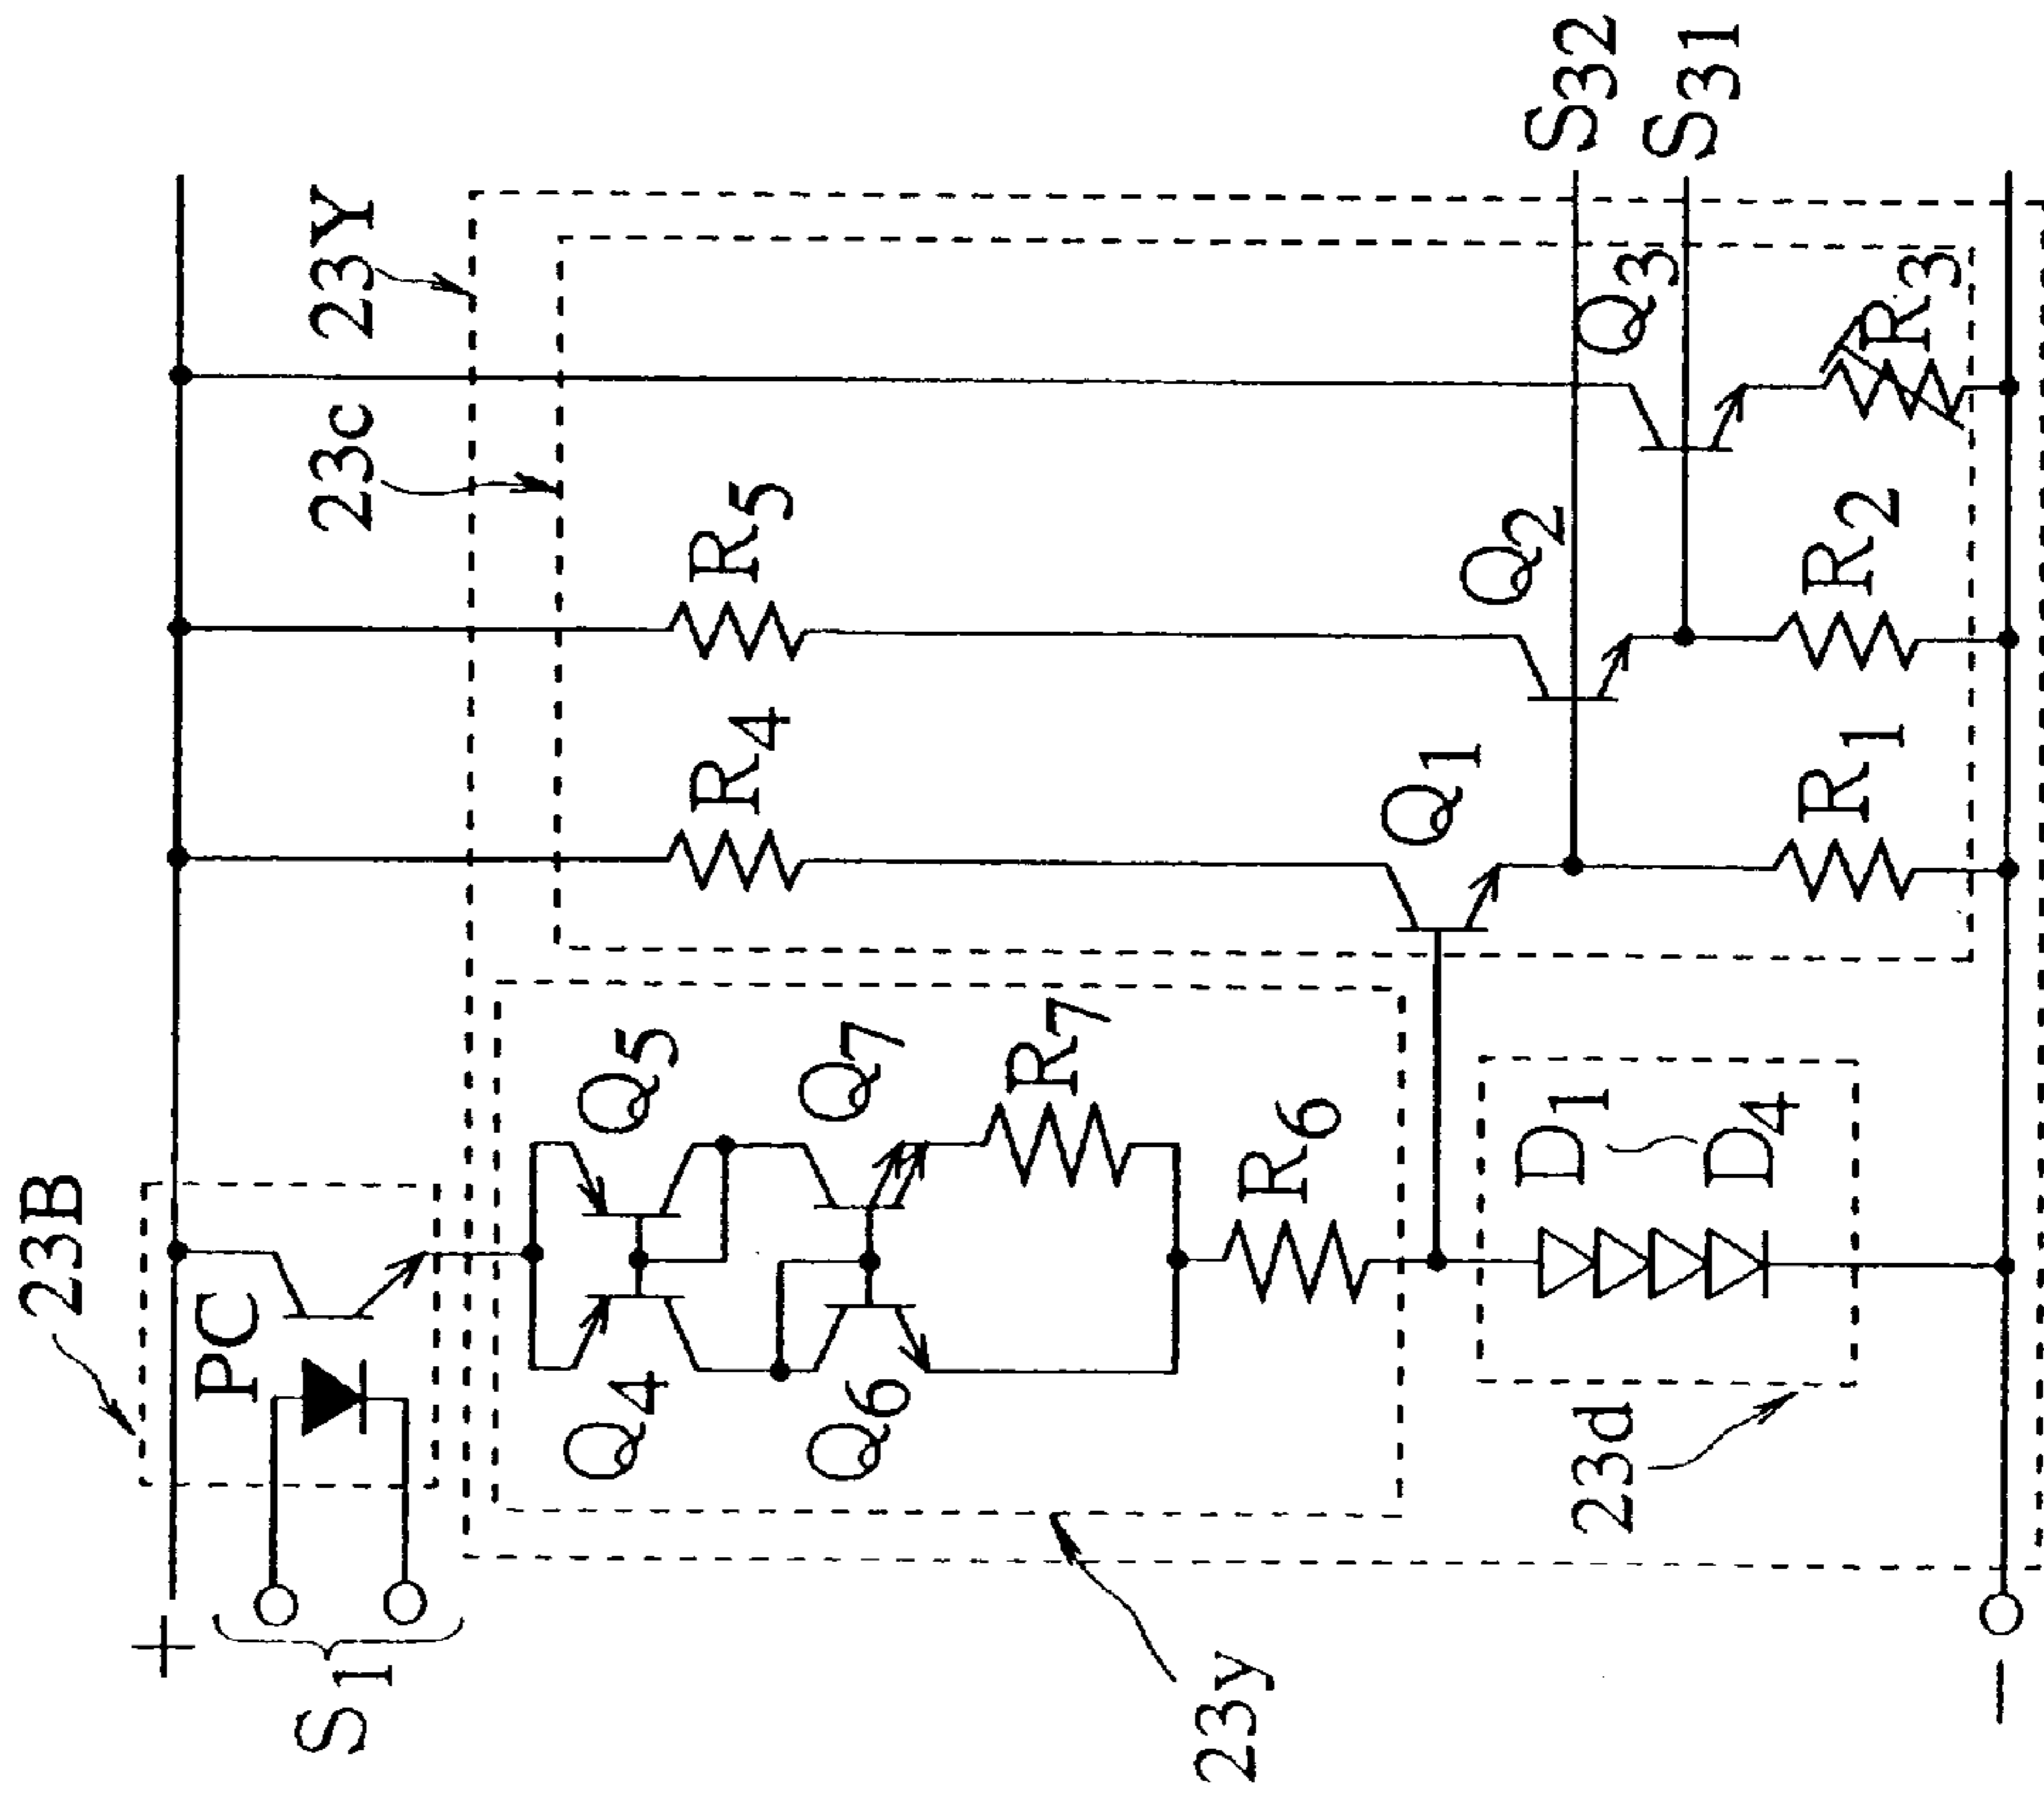 23B
PC
+
S1
23Y
23c
R5
R4
Q5
Q4
Q7
Q6
R7
R6
23y
Q1
Q2
Q3
S32
S31
D1
D4
23d
R1
R2
R3
−